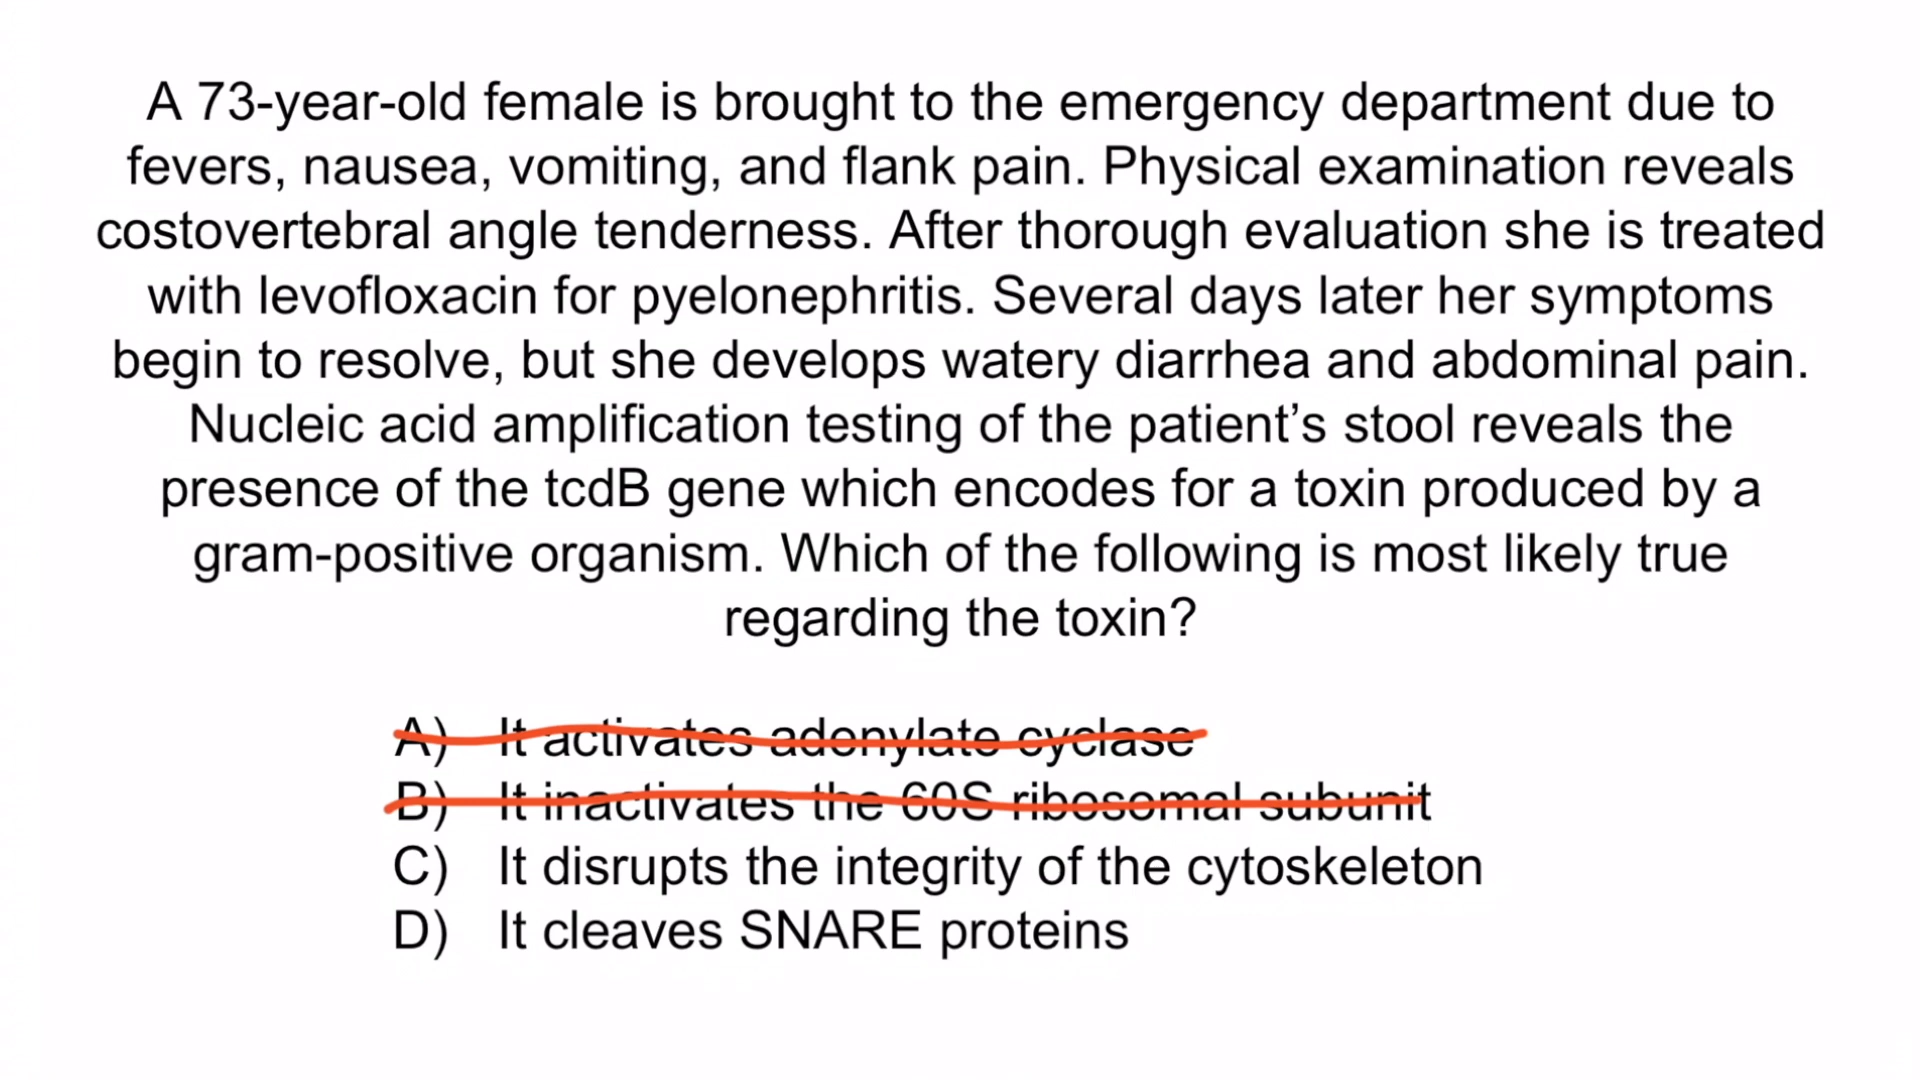 A 73-year-old female is brought to the emergency department due to
fevers, nausea, vomiting, and flank pain. Physical examination reveals
costovertebral angle tenderness. After thorough evaluation she is treated
with levofloxacin for pyelonephritis. Several days later her symptoms
begin to resolve, but she develops watery diarrhea and abdominal pain.
Nucleic acid amplification testing of the patient’s stool reveals the
presence of the tcdB gene which encodes for a toxin produced by a
gram-positive organism. Which of the following is most likely true
regarding the toxin?
A) It activates adenylate cyclase
B) It inactivates the 60S ribosomal subunit
C) It disrupts the integrity of the cytoskeleton
D) It cleaves SNARE proteins